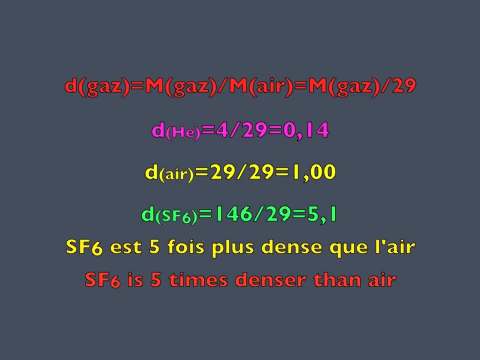 d(gaz)=M(gaz)/M(air)=M(gaz)/29
d(He)=4/29=0,14
d(air)=29/29=1,00
d(SF6)=146/29=5,1
SF6 est 5 fois plus dense que l'air
SF6 is 5 times denser than air